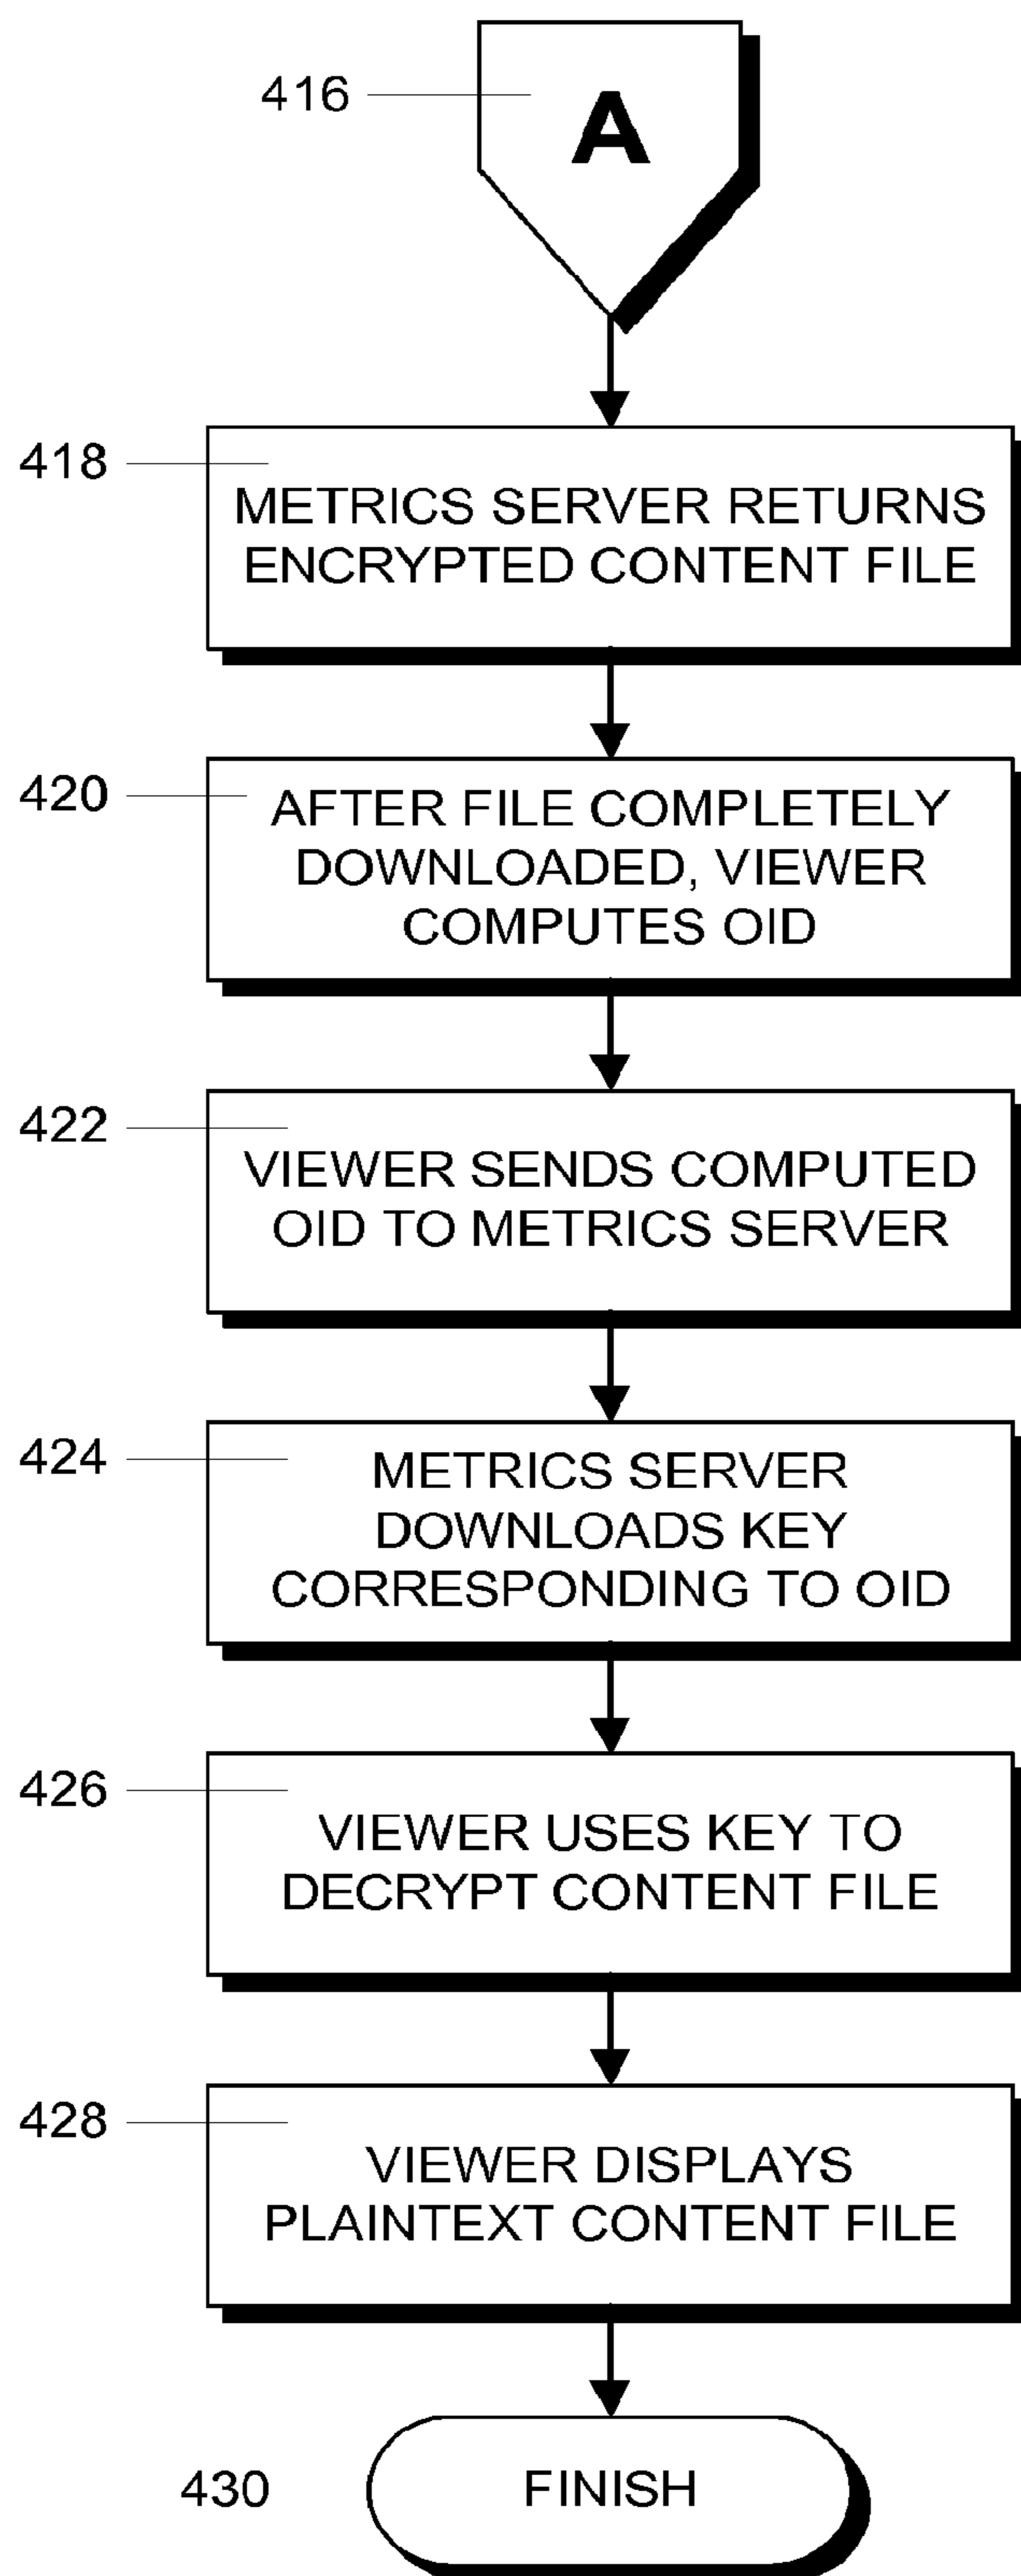 416
A
418
METRICS SERVER RETURNS
ENCRYPTED CONTENT FILE
420
AFTER FILE COMPLETELY
DOWNLOADED, VIEWER
COMPUTES OID
422
VIEWER SENDS COMPUTED
OID TO METRICS SERVER
424
METRICS SERVER
DOWNLOADS KEY
CORRESPONDING TO OID
426
VIEWER USES KEY TO
DECRYPT CONTENT FILE
428
VIEWER DISPLAYS
PLAINTEXT CONTENT FILE
430
FINISH